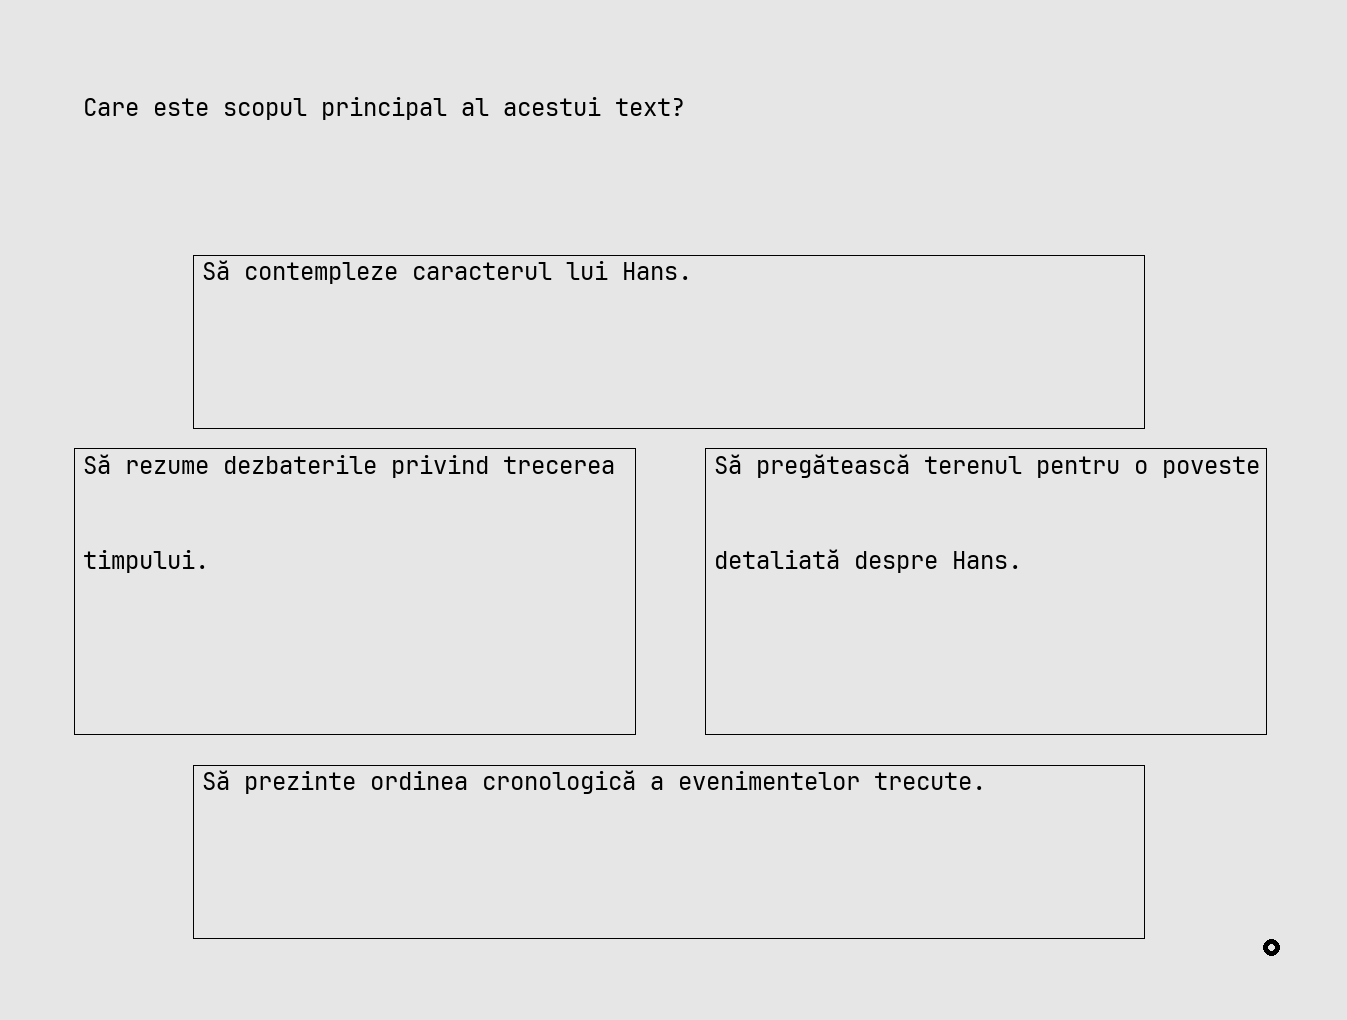 Care este scopul principal al acestui text?
Să contempleze caracterul lui Hans.
Să rezume dezbaterile privind trecerea
timpului.
Să pregătească terenul pentru o poveste
detaliată despre Hans.
Să prezinte ordinea cronologică a evenimentelor trecute.